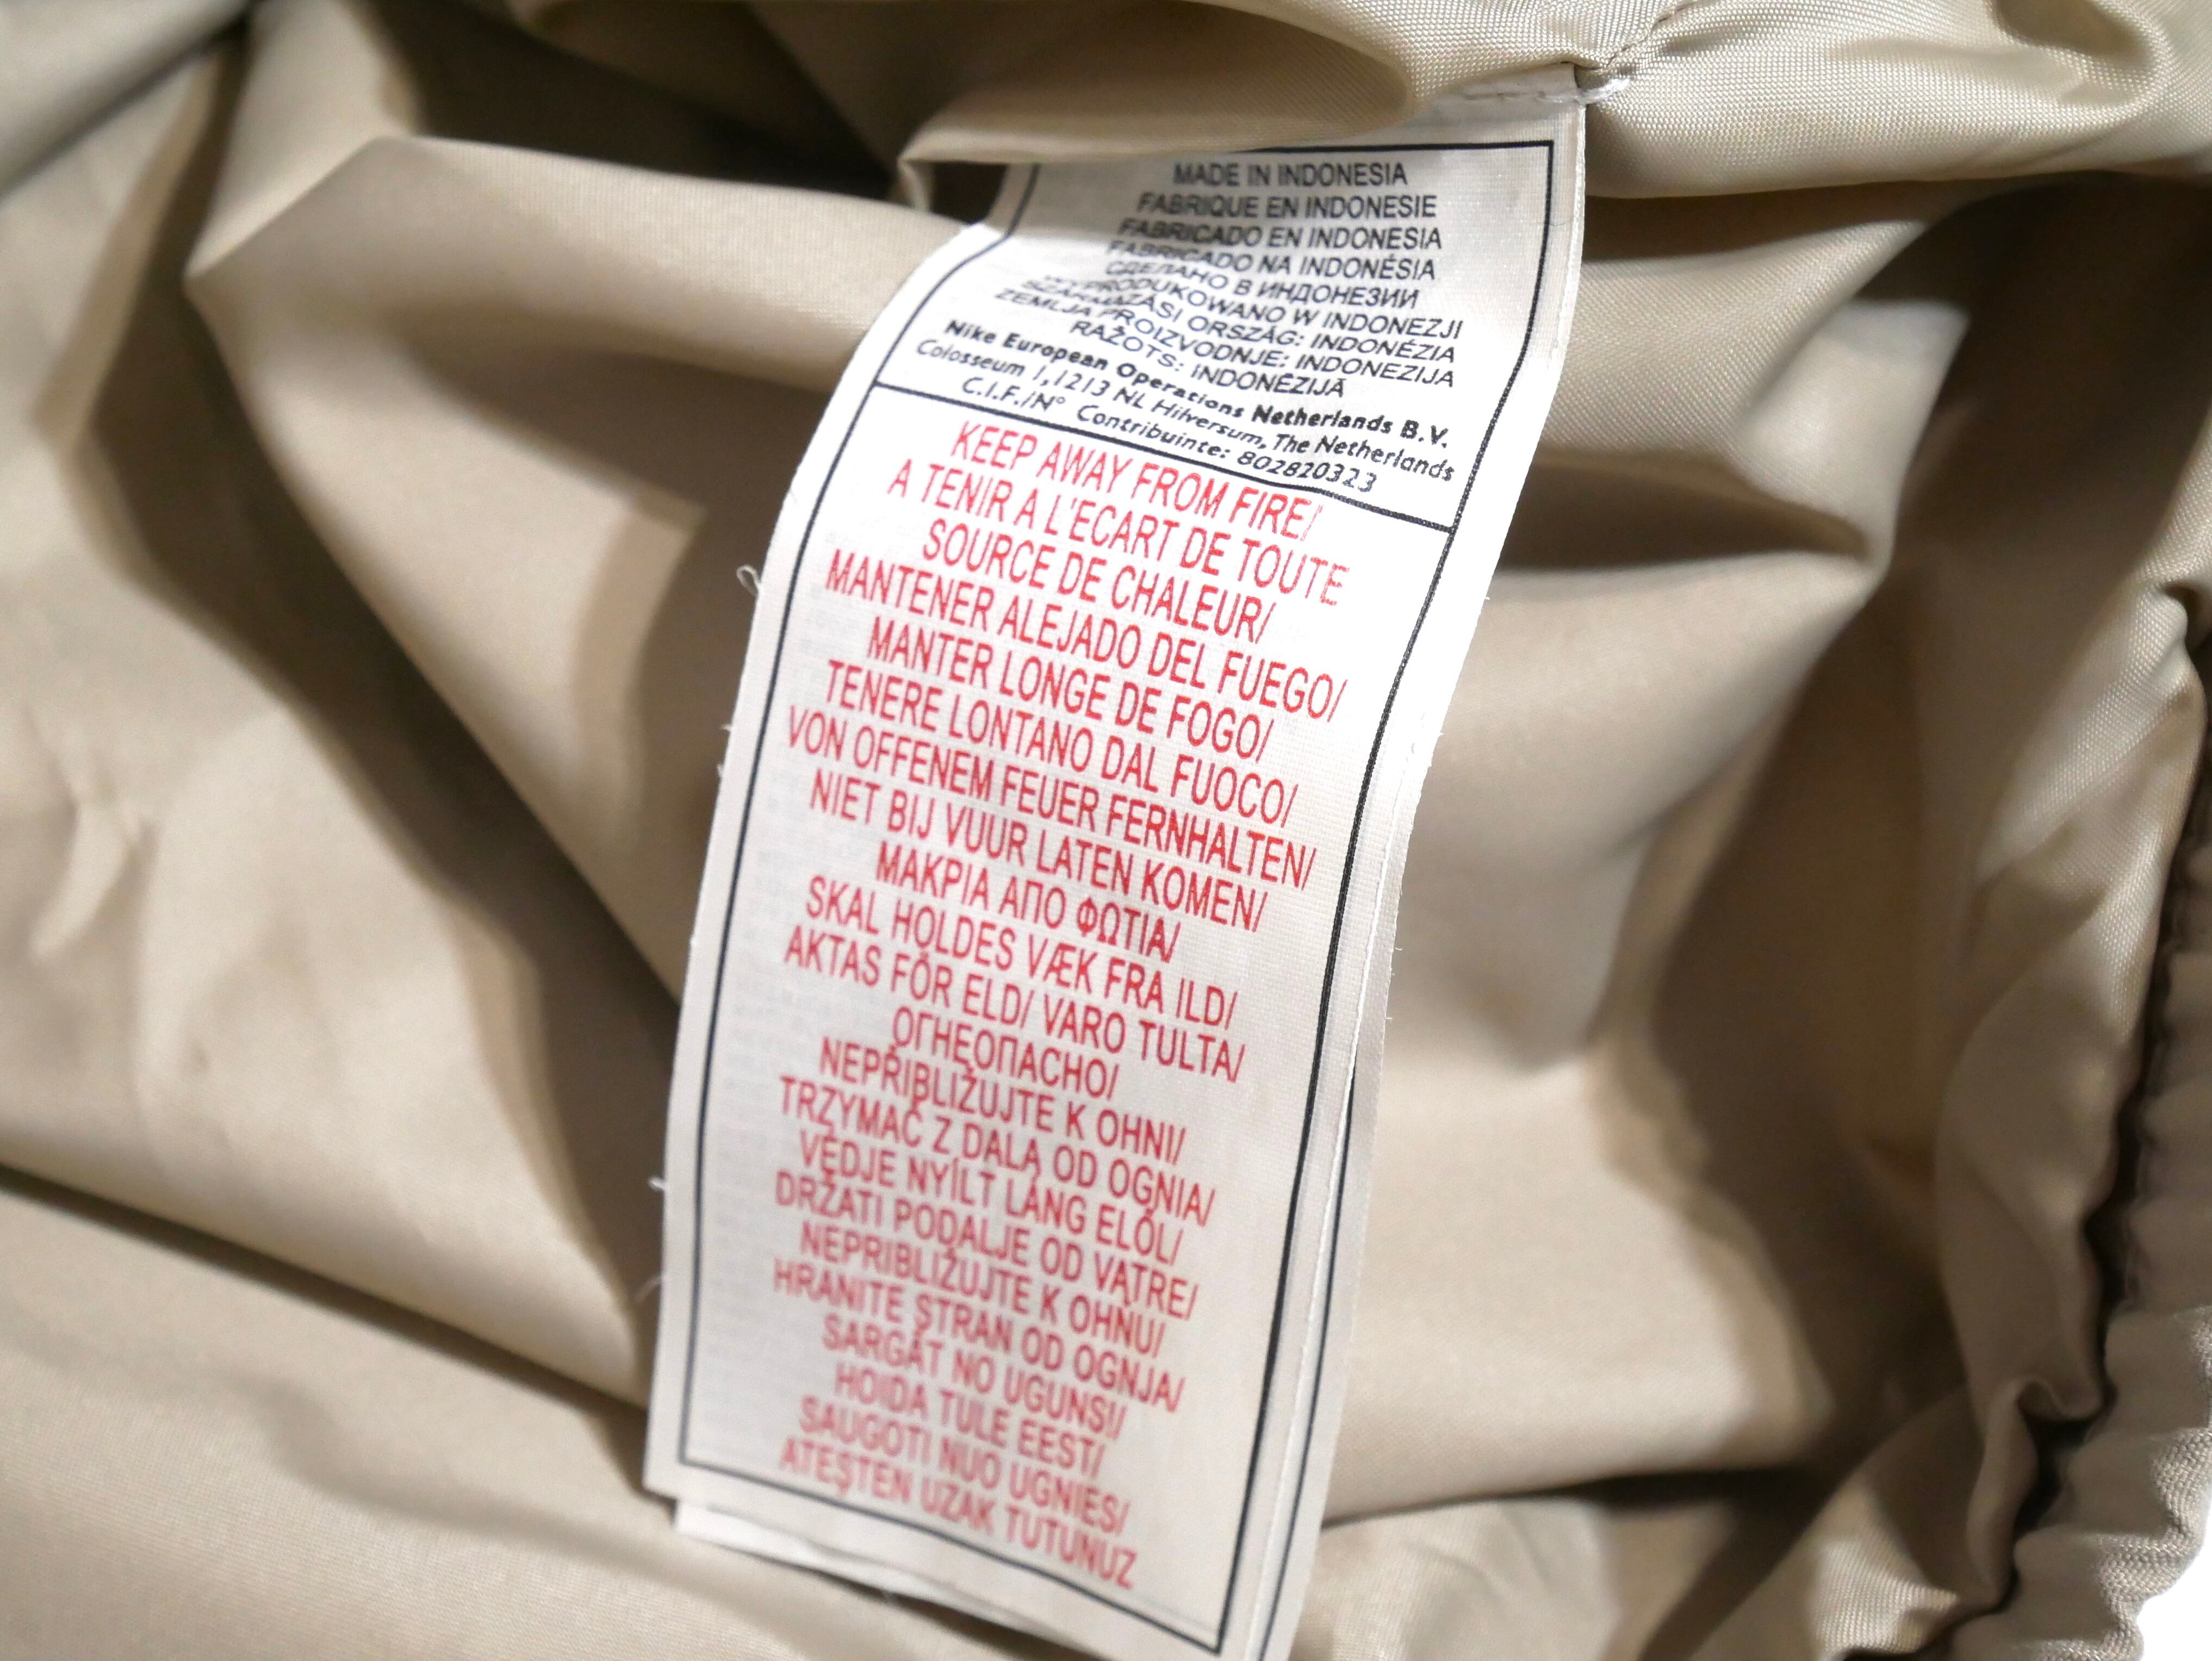 MADE IN INDONESIA
FABRIQUE EN INDONESIE
FABRICADO EN INDONESIA
FABRICADO NA INDONÉSIA
СДЕЛАНО В ИНДОНЕЗИИ
WYPRODUKOWANO W INDONEZJI
SZÁRMAZÁSI ORSZÁG: INDONÉZIA
ZEMLJA PROIZVODNJE: INDONEZIJA
RAŽOTS: INDONĒZIJĀ
Nike European Operations Netherlands B.V.
Colosseum 1,1213 NL Hilversum, The Netherlands
C.I.F./N° Contribuinte: 802820323
KEEP AWAY FROM FIRE/
A TENIR A L'ECART DE TOUTE
SOURCE DE CHALEUR/
MANTENER ALEJADO DEL FUEGO/
MANTER LONGE DE FOGO/
TENERE LONTANO DAL FUOCO/
VON OFFENEM FEUER FERNHALTEN/
NIET BIJ VUUR LATEN KOMEN/
ΜΑΚΡΙΑ ΑΠΟ ΦΩΤΙΑ/
SKAL HOLDES VÆK FRA ILD/
AKTAS FÖR ELD/ VARO TULTA/
ОГНЕОПАСНО/
NEPŘIBLIŽUJTE K OHNI/
TRZYMAĆ Z DALA OD OGNIA/
VÉDJE NYÍLT LÁNG ELŐL/
DRŽATI PODALJE OD VATRE/
NEPRIBLIŽUJTE K OHŇU/
HRANITE STRAN OD OGNJA/
SARGĀT NO UGUNS!/
HOIDA TULE EEST/
SAUGOTI NUO UGNIES/
ATEŞTEN UZAK TUTUNUZ